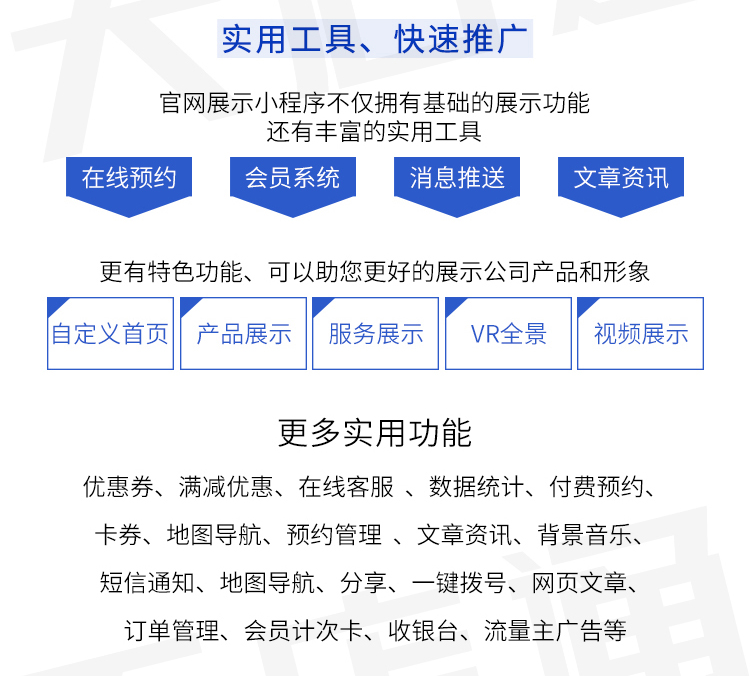 实用工具、快速推广
官网展示小程序不仅拥有基础的展示功能
还有丰富的实用工具
在线预约 会员系统 消息推送 文章资讯
更有特色功能、可以助您更好的展示公司产品和形象
自定义首页 产品展示 服务展示 VR全景 视频展示
更多实用功能
优惠券、满减优惠、在线客服 、数据统计、付费预约、
卡券、地图导航、预约管理 、文章资讯、背景音乐、
短信通知、地图导航、分享、一键拨号、网页文章、
订单管理、会员计次卡、收银台、流量主广告等